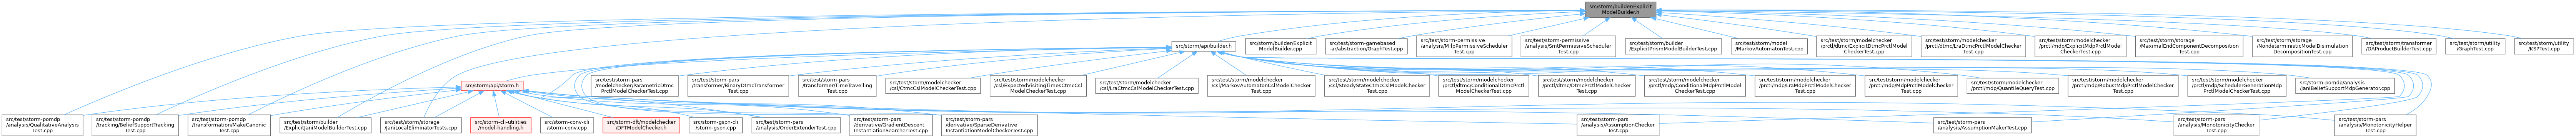 src/storm/builder/Explicit
ModelBuilder.h
src/storm/api/builder.h
src/storm/builder/Explicit
ModelBuilder.cpp
src/test/storm-gamebased
-ar/abstraction/GraphTest.cpp
src/test/storm-permissive
/analysis/MilpPermissiveScheduler
Test.cpp
src/test/storm-permissive
/analysis/SmtPermissiveScheduler
Test.cpp
src/test/storm/builder
/ExplicitPrismModelBuilderTest.cpp
src/test/storm/model
/MarkovAutomatonTest.cpp
src/test/storm/modelchecker
/prctl/dtmc/ExplicitDtmcPrctlModel
CheckerTest.cpp
src/test/storm/modelchecker
/prctl/dtmc/LraDtmcPrctlModelChecker
Test.cpp
src/test/storm/modelchecker
/prctl/mdp/ExplicitMdpPrctlModel
CheckerTest.cpp
src/test/storm/storage
/MaximalEndComponentDecomposition
Test.cpp
src/test/storm/storage
/NondeterministicModelBisimulation
DecompositionTest.cpp
src/test/storm/transformer
/DAProductBuilderTest.cpp
src/test/storm/utility
/GraphTest.cpp
src/test/storm/utility
/KSPTest.cpp
src/storm/api/storm.h
src/test/storm-pars
/modelchecker/ParametricDtmc
PrctlModelCheckerTest.cpp
src/test/storm-pars
/transformer/BinaryDtmcTransformer
Test.cpp
src/test/storm-pars
/transformer/TimeTravelling
Test.cpp
src/test/storm/modelchecker
/csl/CtmcCslModelCheckerTest.cpp
src/test/storm/modelchecker
/csl/ExpectedVisitingTimesCtmcCsl
ModelCheckerTest.cpp
src/test/storm/modelchecker
/csl/LraCtmcCslModelCheckerTest.cpp
src/test/storm/modelchecker
/csl/MarkovAutomatonCslModelChecker
Test.cpp
src/test/storm/modelchecker
/csl/SteadyStateCtmcCslModelChecker
Test.cpp
src/test/storm/modelchecker
/prctl/dtmc/ConditionalDtmcPrctl
ModelCheckerTest.cpp
src/test/storm/modelchecker
/prctl/dtmc/DtmcPrctlModelChecker
Test.cpp
src/test/storm/modelchecker
/prctl/mdp/ConditionalMdpPrctlModel
CheckerTest.cpp
src/test/storm/modelchecker
/prctl/mdp/LraMdpPrctlModelChecker
Test.cpp
src/test/storm/modelchecker
/prctl/mdp/MdpPrctlModelChecker
Test.cpp
src/test/storm/modelchecker
/prctl/mdp/QuantileQueryTest.cpp
src/test/storm/modelchecker
/prctl/mdp/RobustMdpPrctlModelChecker
Test.cpp
src/test/storm/modelchecker
/prctl/mdp/SchedulerGenerationMdp
PrctlModelCheckerTest.cpp
src/storm-pomdp/analysis
/JaniBeliefSupportMdpGenerator.cpp
src/test/storm-pomdp
/analysis/QualitativeAnalysis
Test.cpp
src/test/storm-pomdp
/tracking/BeliefSupportTracking
Test.cpp
src/test/storm-pomdp
/transformation/MakeCanonic
Test.cpp
src/test/storm/builder
/ExplicitJaniModelBuilderTest.cpp
src/test/storm/storage
/JaniLocalEliminatorTests.cpp
src/storm-cli-utilities
/model-handling.h
src/storm-conv-cli
/storm-conv.cpp
src/storm-dft/modelchecker
/DFTModelChecker.h
src/storm-gspn-cli
/storm-gspn.cpp
src/test/storm-pars
/analysis/OrderExtenderTest.cpp
src/test/storm-pars
/derivative/GradientDescent
InstantiationSearcherTest.cpp
src/test/storm-pars
/derivative/SparseDerivative
InstantiationModelCheckerTest.cpp
src/test/storm-pars
/analysis/AssumptionChecker
Test.cpp
src/test/storm-pars
/analysis/AssumptionMakerTest.cpp
src/test/storm-pars
/analysis/MonotonicityChecker
Test.cpp
src/test/storm-pars
/analysis/MonotonicityHelper
Test.cpp